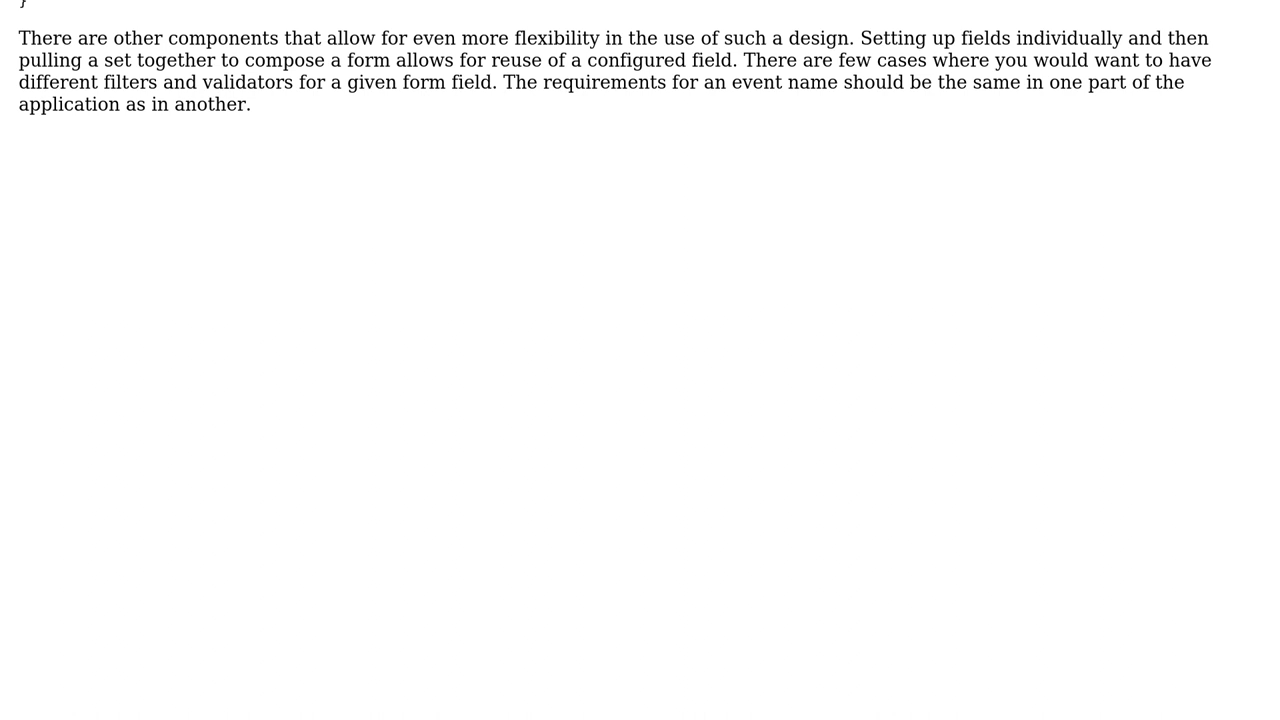 }
There are other components that allow for even more flexibility in the use of such a design. Setting up fields individually and then
pulling a set together to compose a form allows for reuse of a configured field. There are few cases where you would want to have
different filters and validators for a given form field. The requirements for an event name should be the same in one part of the
application as in another.